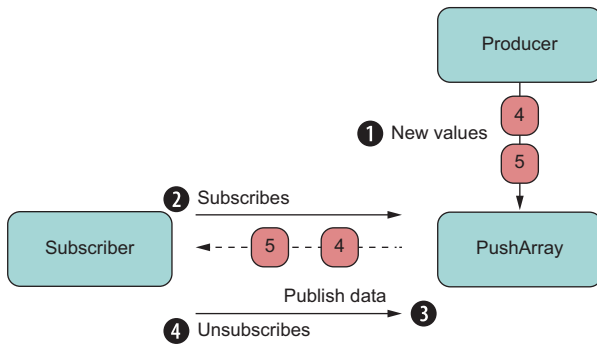 Producer
4
1 New values
5
2 Subscribes
Subscriber
5 4
PushArray
Publish data 3
4 Unsubscribes